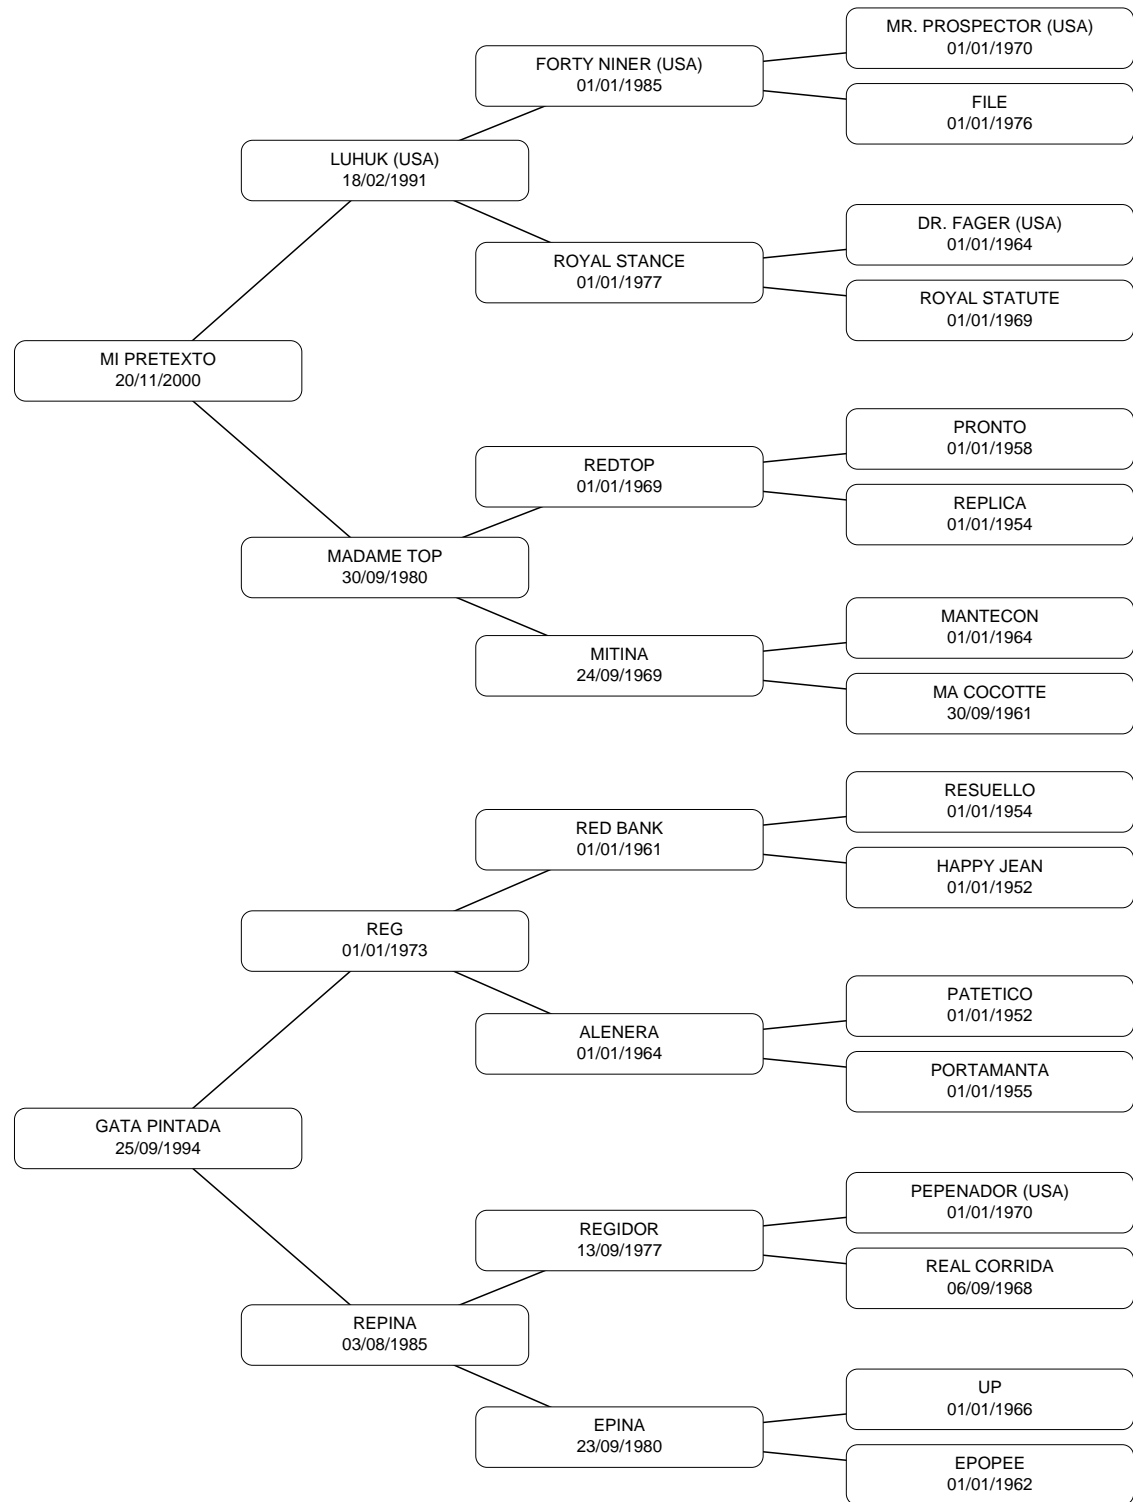 MR. PROSPECTOR (USA)
01/01/1970
FORTY NINER (USA)
01/01/1985
FILE
01/01/1976
LUHUK (USA)
18/02/1991
DR. FAGER (USA)
01/01/1964
ROYAL STANCE
01/01/1977
ROYAL STATUTE
01/01/1969
MI PRETEXTO
20/11/2000
PRONTO
01/01/1958
REDTOP
01/01/1969
REPLICA
01/01/1954
MADAME TOP
30/09/1980
MANTECON
01/01/1964
MITINA
24/09/1969
MA COCOTTE
30/09/1961
RESUELLO
01/01/1954
RED BANK
01/01/1961
HAPPY JEAN
01/01/1952
REG
01/01/1973
PATETICO
01/01/1952
ALENERA
01/01/1964
PORTAMANTA
01/01/1955
GATA PINTADA
25/09/1994
PEPENADOR (USA)
01/01/1970
REGIDOR
13/09/1977
REAL CORRIDA
06/09/1968
REPINA
03/08/1985
UP
01/01/1966
EPINA
23/09/1980
EPOPEE
01/01/1962